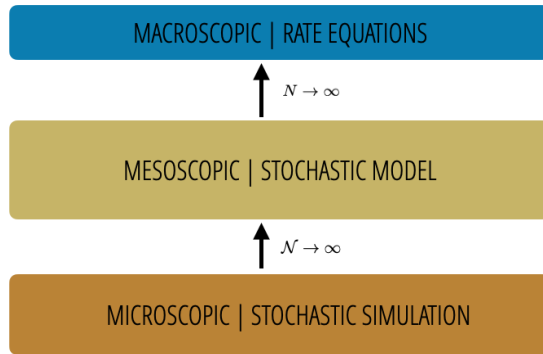 MACROSCOPIC | RATE EQUATIONS
N → ∞
MESOSCOPIC | STOCHASTIC MODEL
𝒩 → ∞
MICROSCOPIC | STOCHASTIC SIMULATION